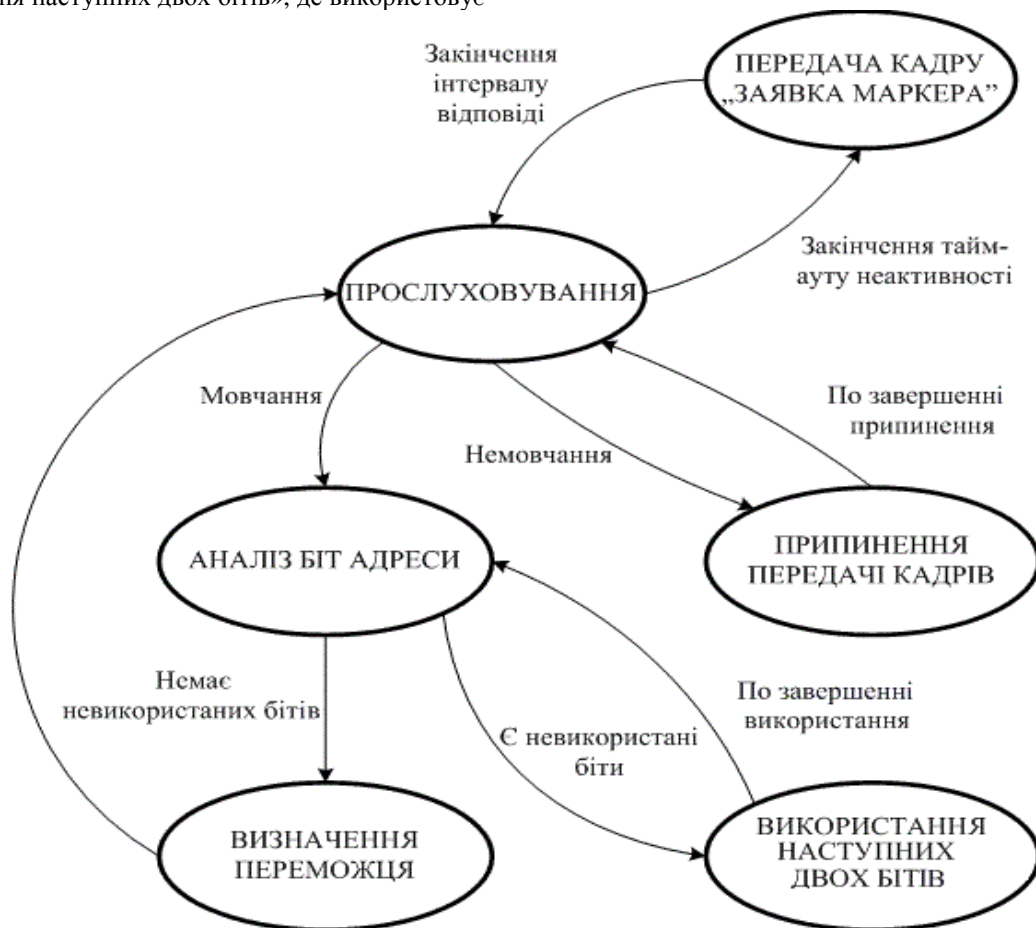 ня наступних двох бітів», де використовує
Закінчення
інтервалу
відповіді
ПЕРЕДАЧА КАДРУ
„ЗАЯВКА МАРКЕРА”
Закінчення тайм-
ауту неактивності
ПРОСЛУХОВУВАННЯ
Мовчання
Немовчання
По завершенні
припинення
АНАЛІЗ БІТ АДРЕСИ
ПРИПИНЕННЯ
ПЕРЕДАЧІ КАДРІВ
Немає
невикористаних бітів
Є невикористані
біти
По завершенні
використання
ВИЗНАЧЕННЯ
ПЕРЕМОЖЦЯ
ВИКОРИСТАННЯ
НАСТУПНИХ
ДВОХ БІТІВ